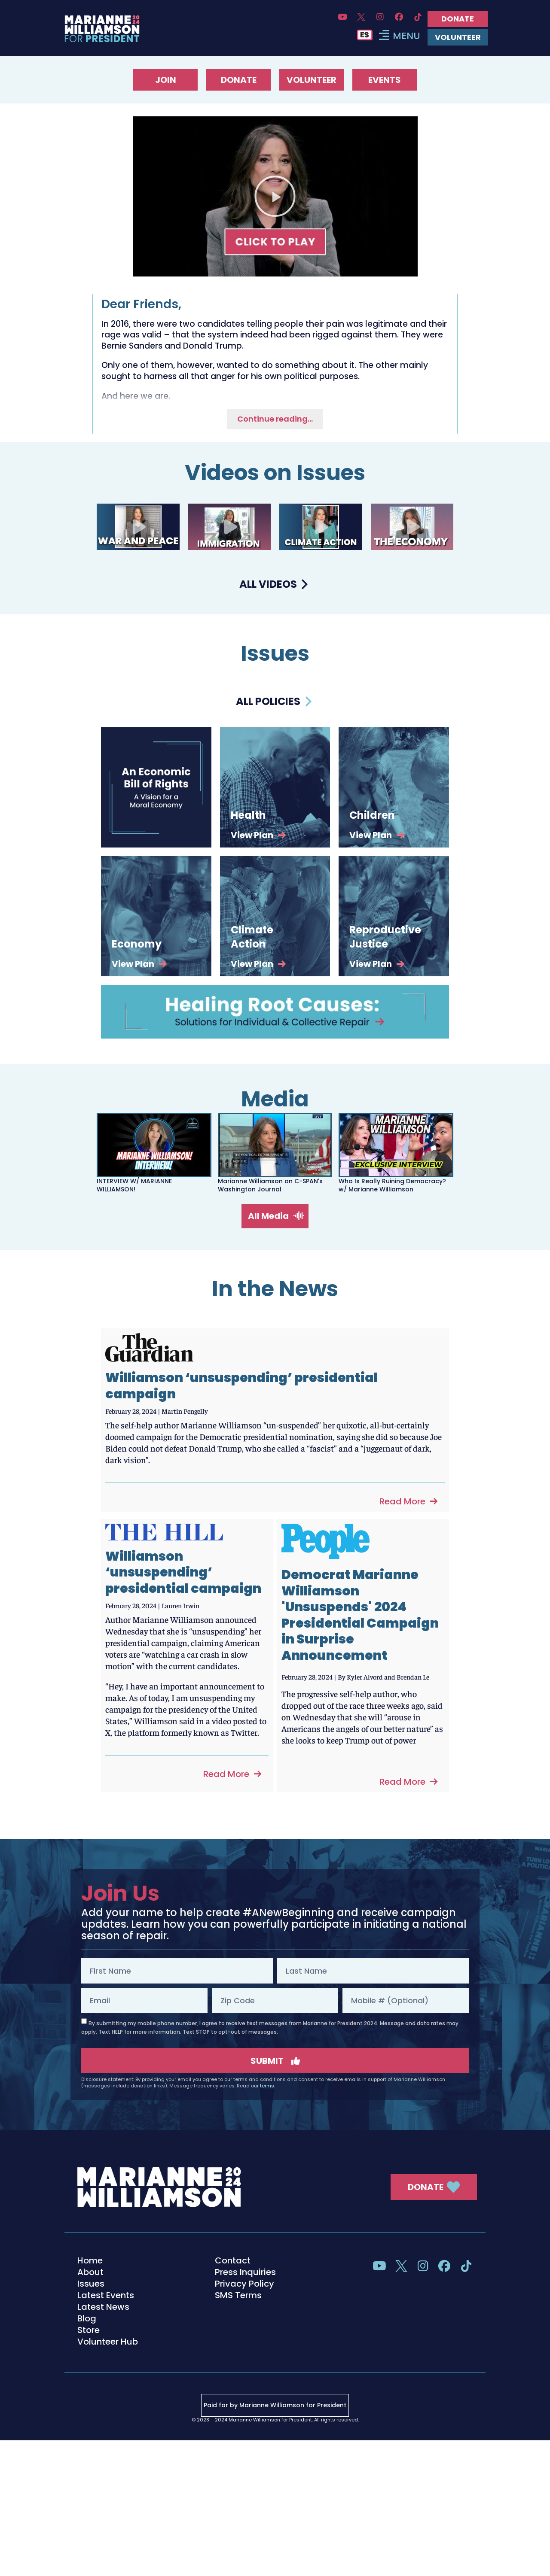 MARIANNE 2024
WILLIAMSON
FOR PRESIDENT
DONATE
ES
MENU
VOLUNTEER
JOIN
DONATE
VOLUNTEER
EVENTS
CLICK TO PLAY
Dear Friends,
In 2016, there were two candidates telling people their pain was legitimate and their
rage was valid – that the system indeed had been rigged against them. They were
Bernie Sanders and Donald Trump.
Only one of them, however, wanted to do something about it. The other mainly
sought to harness all that anger for his own political purposes.
And here we are.
Continue reading...
Videos on Issues
WAR AND PEACE
IMMIGRATION
CLIMATE ACTION
THE ECONOMY
ALL VIDEOS
Issues
ALL POLICIES
An Economic
Bill of Rights
A Vision for a
Moral Economy
Health
View Plan
Children
View Plan
Economy
View Plan
Climate
Action
View Plan
Reproductive
Justice
View Plan
Healing Root Causes:
Solutions for Individual & Collective Repair
Media
MARIANNE WILLIAMSON!
INTERVIEW!
MARIANNE
WILLIAMSON
EXCLUSIVE INTERVIEW
INTERVIEW W/ MARIANNE
WILLIAMSON!
Marianne Williamson on C-SPAN's
Washington Journal
Who Is Really Ruining Democracy?
w/ Marianne Williamson
All Media
In the News
The
Guardian
Williamson ‘unsuspending’ presidential
campaign
February 28, 2024 | Martin Pengelly
The self-help author Marianne Williamson “un-suspended” her quixotic, all-but-certainly
doomed campaign for the Democratic presidential nomination, saying she did so because Joe
Biden could not defeat Donald Trump, who she called a “fascist” and a “juggernaut of dark,
dark vision”.
Read More
THE HILL
Williamson
‘unsuspending’
presidential campaign
February 28, 2024 | Lauren Irwin
Author Marianne Williamson announced
Wednesday that she is “unsuspending” her
presidential campaign, claiming American
voters are “watching a car crash in slow
motion” with the current candidates.
“Hey, I have an important announcement to
make. As of today, I am unsuspending my
campaign for the presidency of the United
States,” Williamson said in a video posted to
X, the platform formerly known as Twitter.
Read More
People
Democrat Marianne
Williamson
'Unsuspends' 2024
Presidential Campaign
in Surprise
Announcement
February 28, 2024 | By Kyler Alvord and Brendan Le
The progressive self-help author, who
dropped out of the race three weeks ago, said
on Wednesday that she will “arouse in
Americans the angels of our better nature” as
she looks to keep Trump out of power
Read More
Join Us
Add your name to help create #ANewBeginning and receive campaign
updates. Learn how you can powerfully participate in initiating a national
season of repair.
First Name
Last Name
Email
Zip Code
Mobile # (Optional)
By submitting my mobile phone number, I agree to receive text messages from Marianne for President 2024. Message and data rates may
apply. Text HELP for more information. Text STOP to opt-out of messages.
SUBMIT
Disclosure statement: By providing your email you agree to our terms and conditions and consent to receive emails in support of Marianne Williamson
(messages include donation links). Message frequency varies. Read our terms.
MARIANNE 2024
WILLIAMSON
DONATE
Home
About
Issues
Latest Events
Latest News
Blog
Store
Volunteer Hub
Contact
Press Inquiries
Privacy Policy
SMS Terms
Paid for by Marianne Williamson for President
© 2023 – 2024 Marianne Williamson for President. All rights reserved.